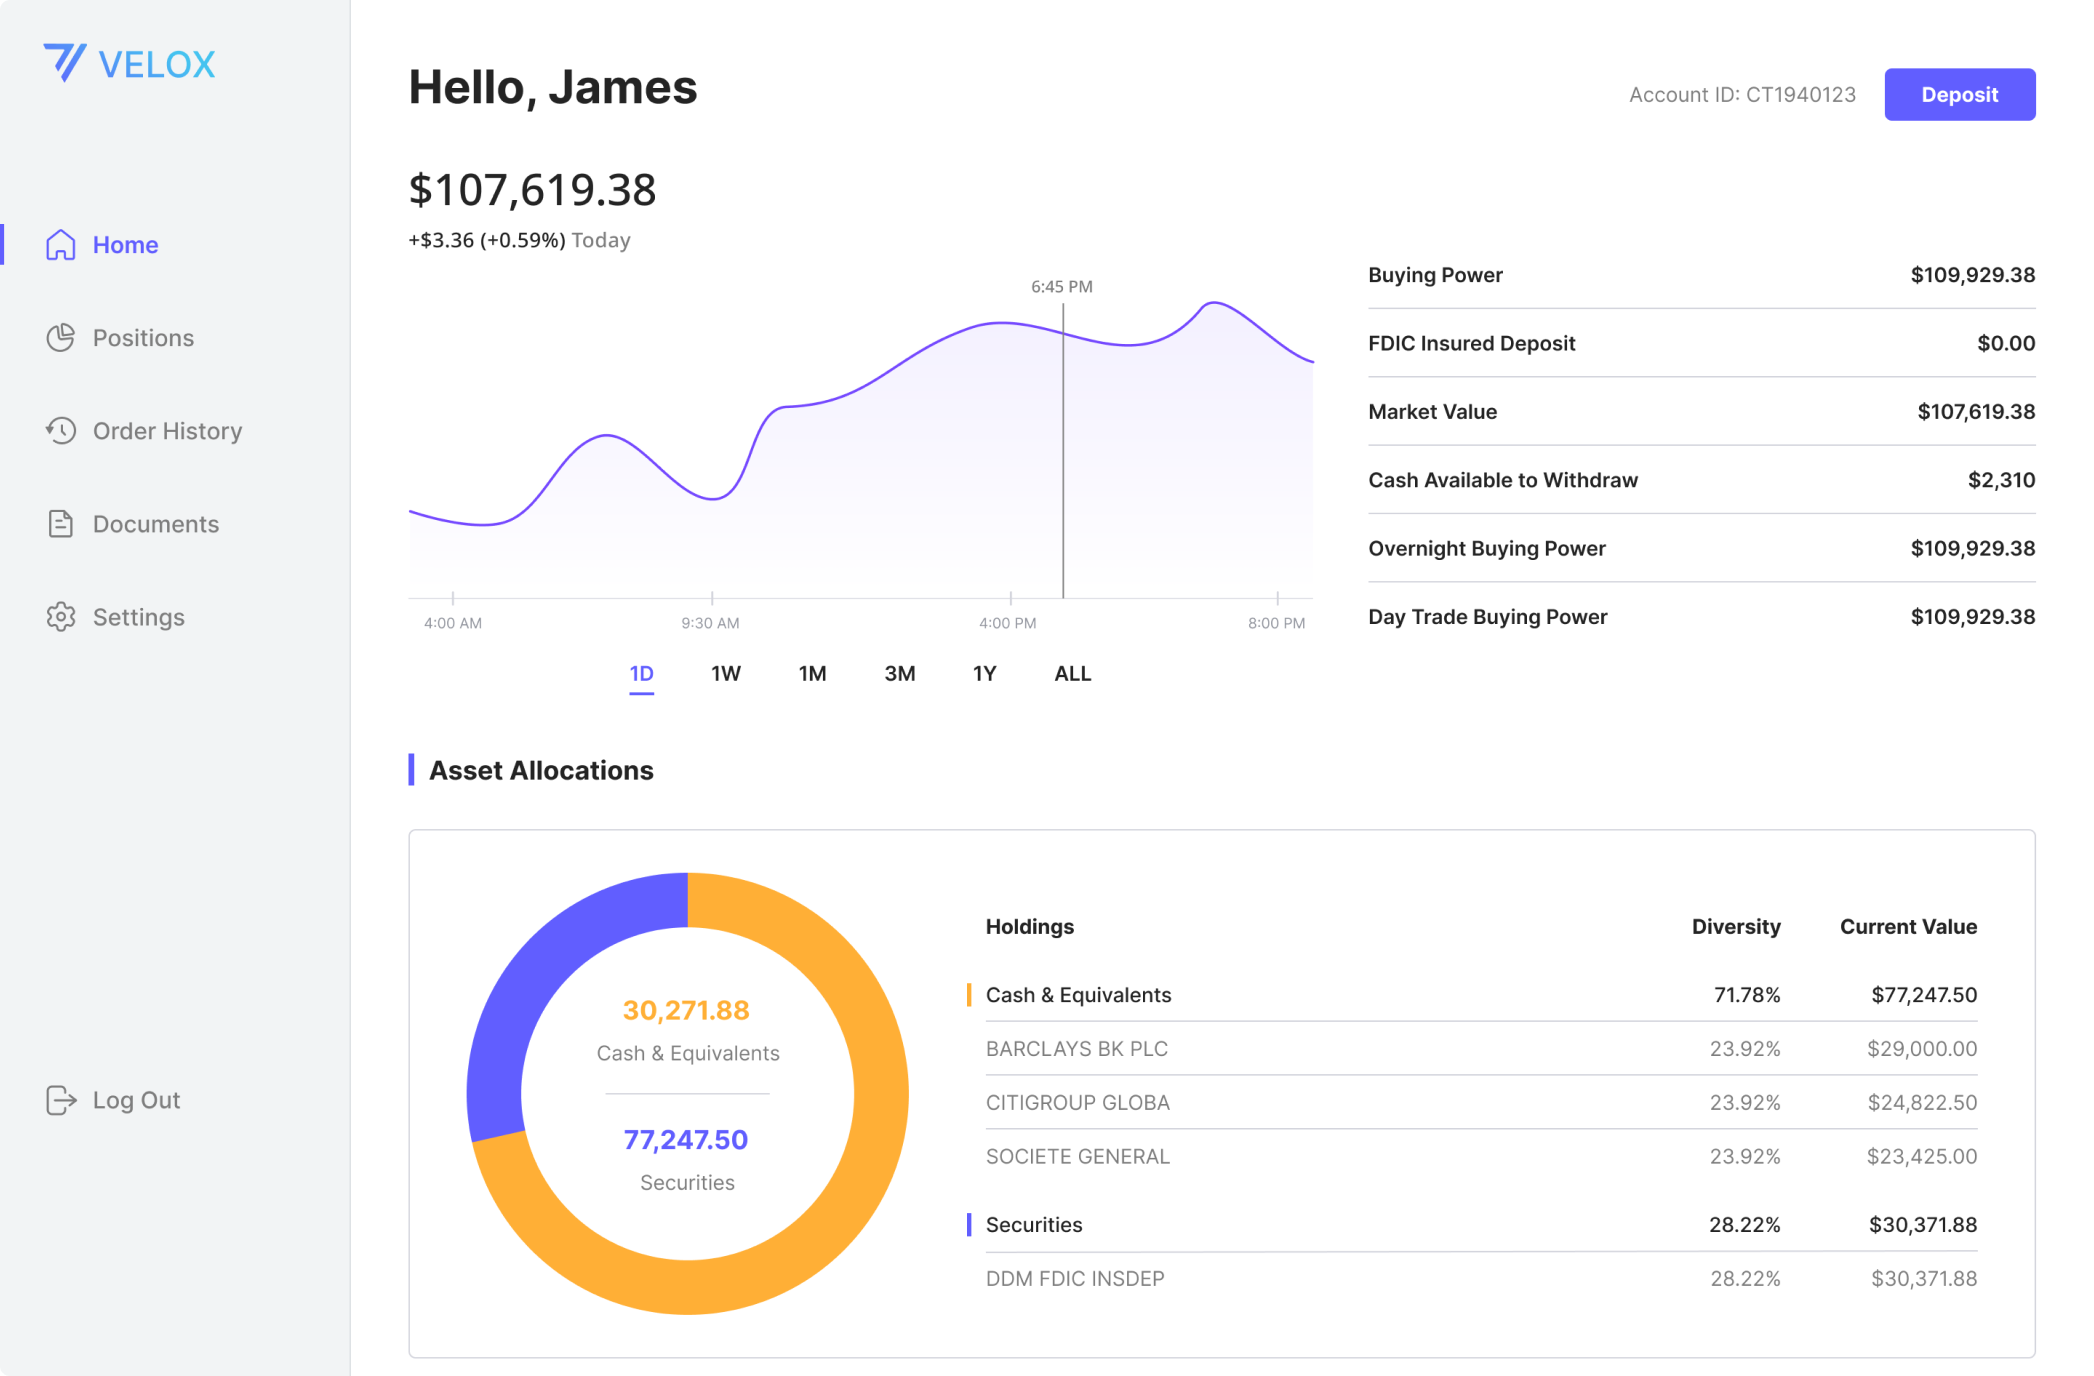 VELOX
Home
Positions
Order History
Documents
Settings
Log Out
Hello, James
Account ID: CT1940123
Deposit
$107,619.38
+$3.36 (+0.59%) Today
6:45 PM
4:00 AM 9:30 AM 4:00 PM 8:00 PM
1D 1W 1M 3M 1Y ALL
Buying Power $109,929.38
FDIC Insured Deposit $0.00
Market Value $107,619.38
Cash Available to Withdraw $2,310
Overnight Buying Power $109,929.38
Day Trade Buying Power $109,929.38
Asset Allocations
30,271.88
Cash & Equivalents
77,247.50
Securities
Holdings Diversity Current Value
Cash & Equivalents 71.78% $77,247.50
BARCLAYS BK PLC 23.92% $29,000.00
CITIGROUP GLOBA 23.92% $24,822.50
SOCIETE GENERAL 23.92% $23,425.00
Securities 28.22% $30,371.88
DDM FDIC INSDEP 28.22% $30,371.88